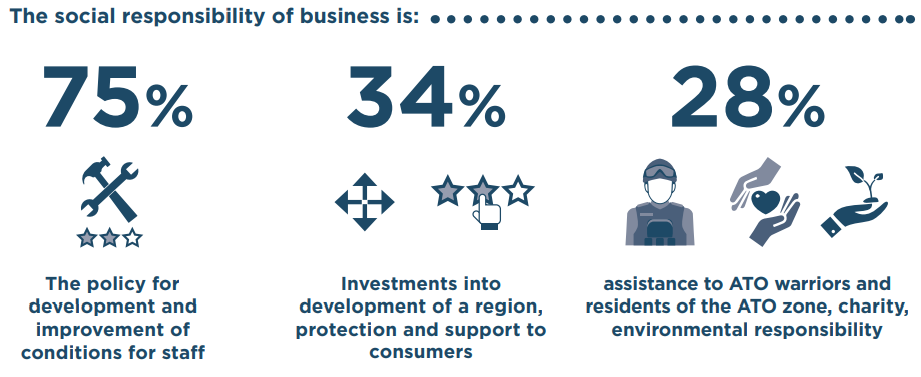 The social responsibility of business is:
75%
34%
28%
The policy for
development and
improvement of
conditions for staff
Investments into
development of a region,
protection and support to
consumers
assistance to ATO warriors and
residents of the ATO zone, charity,
environmental responsibility